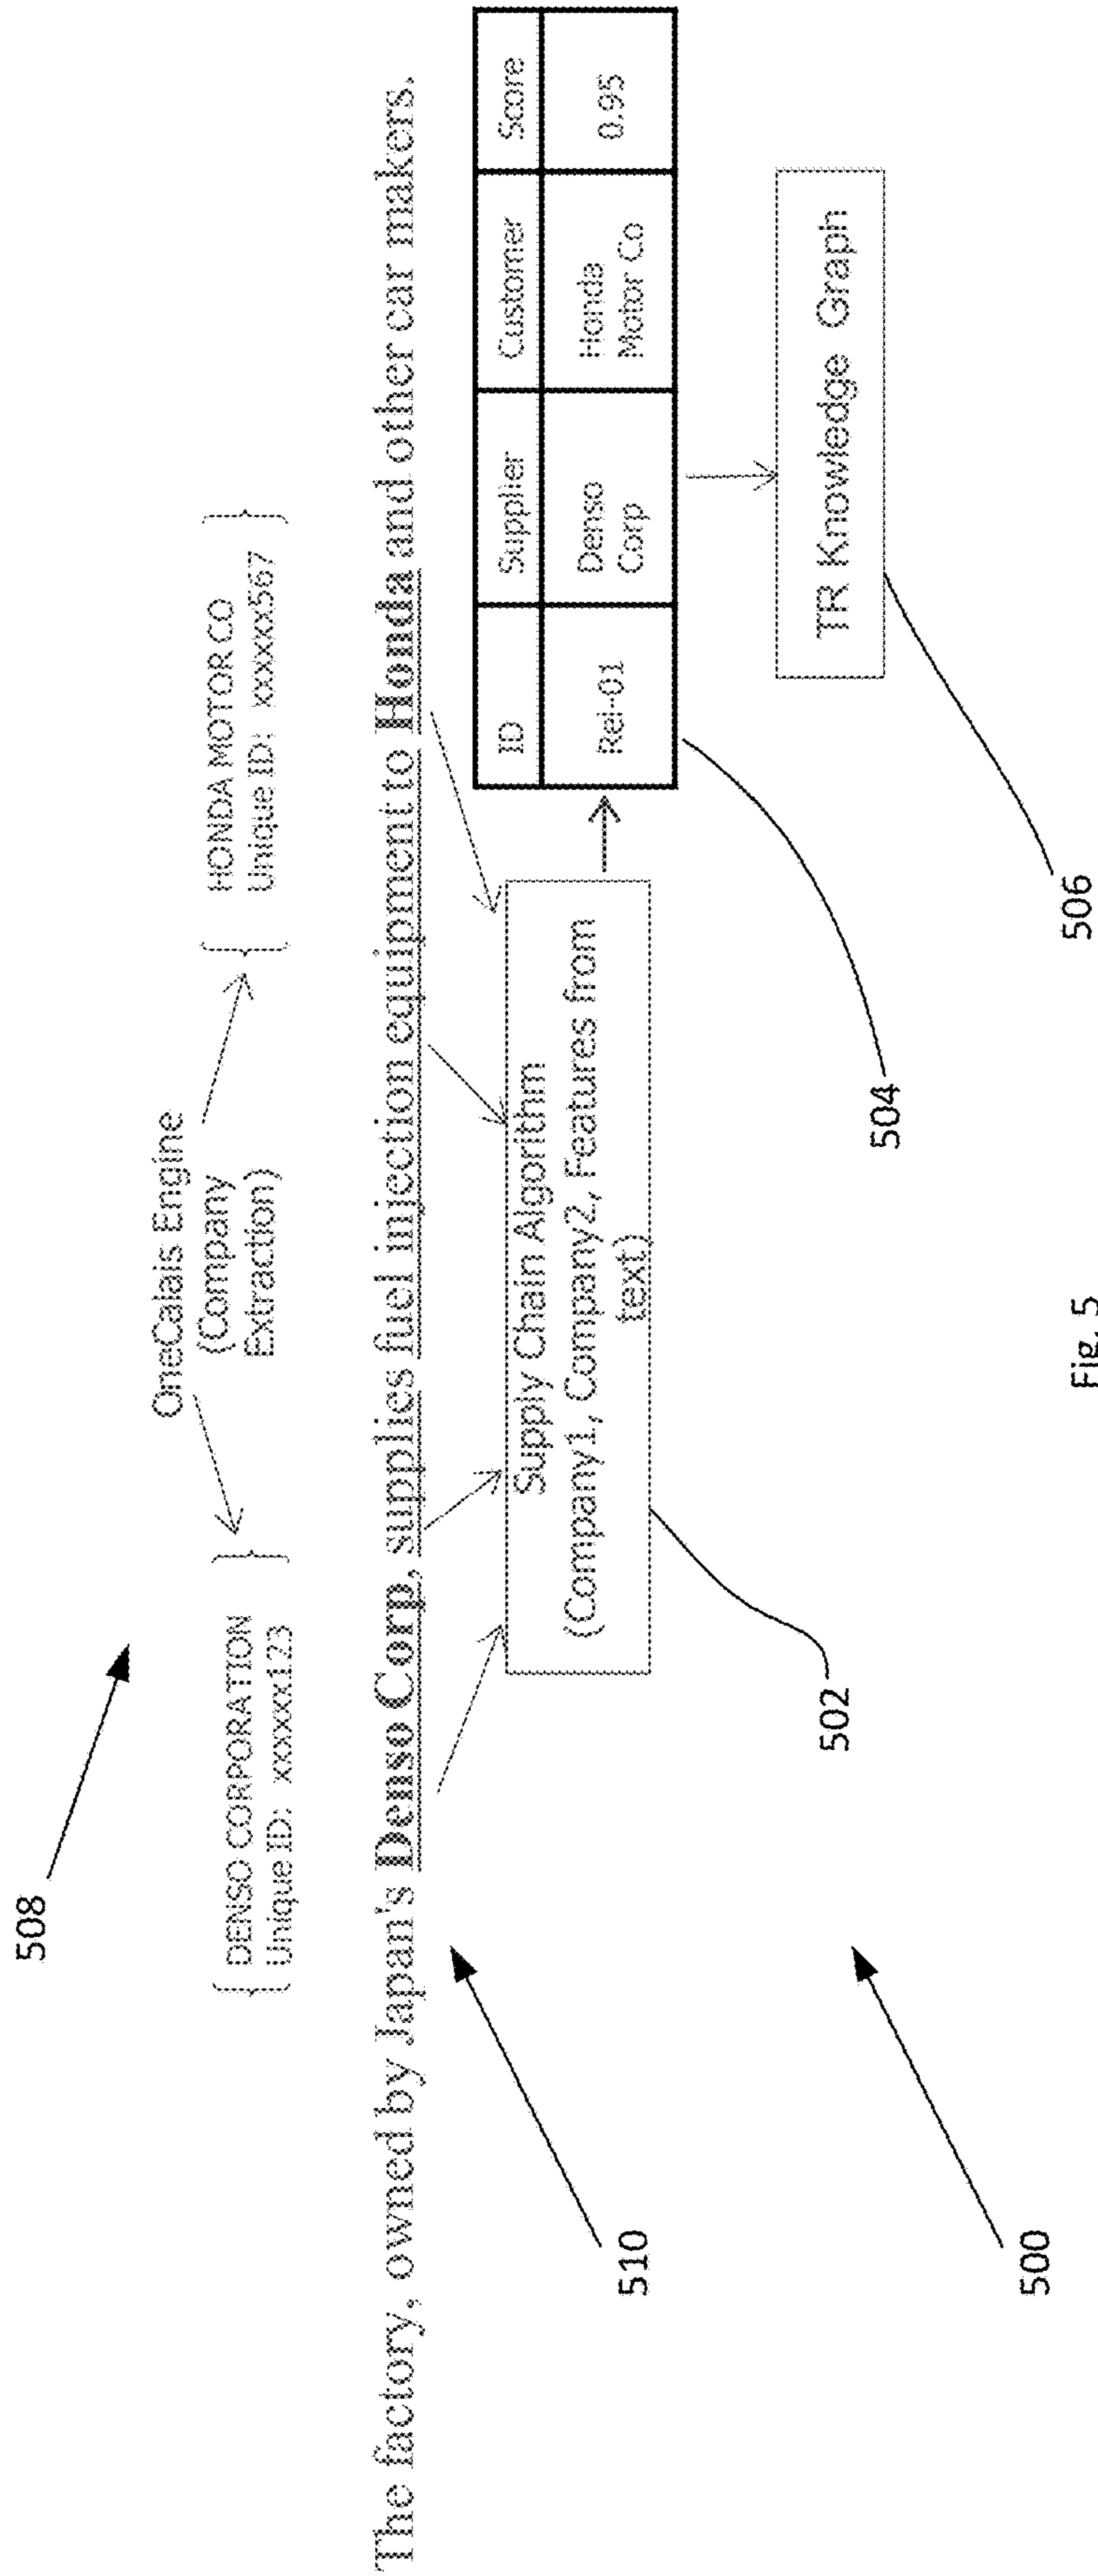 508
OneCalais Engine
(Company
Extraction)
DENSO CORPORATION
Unique ID: xxxxx123
HONDA MOTOR CO
Unique ID: xxxxx567
The factory, owned by Japan's Denso Corp, supplies fuel injection equipment to Honda and other car makers.
510
Supply Chain Algorithm
(Company1, Company2, Features from
text)
502
ID Supplier Customer Score
Rel-01 Denso Corp Honda Motor Co 0.95
504
TR Knowledge Graph
506
500
Fig. 5